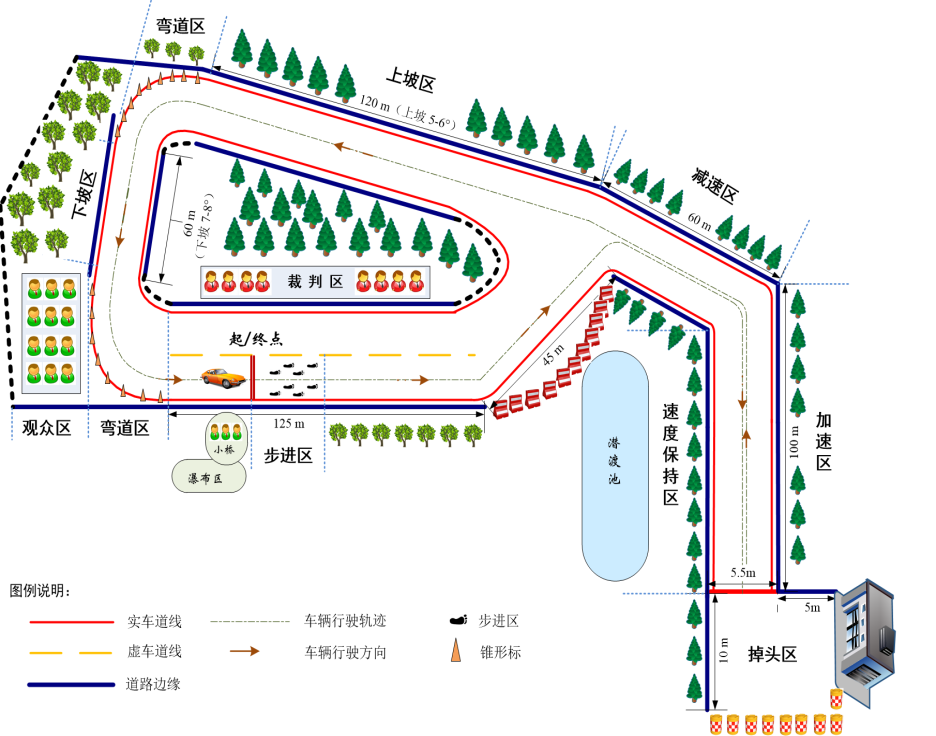 弯道区
上坡区
120 m（上坡 5-6°）
减速区
60 m
下坡区
60 m
（下坡 7-8°）
裁 判 区
起/终点
45 m
125 m
观众区
弯道区
小桥
瀑布区
步进区
潜渡池
速度保持区
100 m
加速区
5.5m
5m
10 m
掉头区
图例说明：
实车道线
车辆行驶轨迹
步进区
虚车道线
车辆行驶方向
锥形标
道路边缘